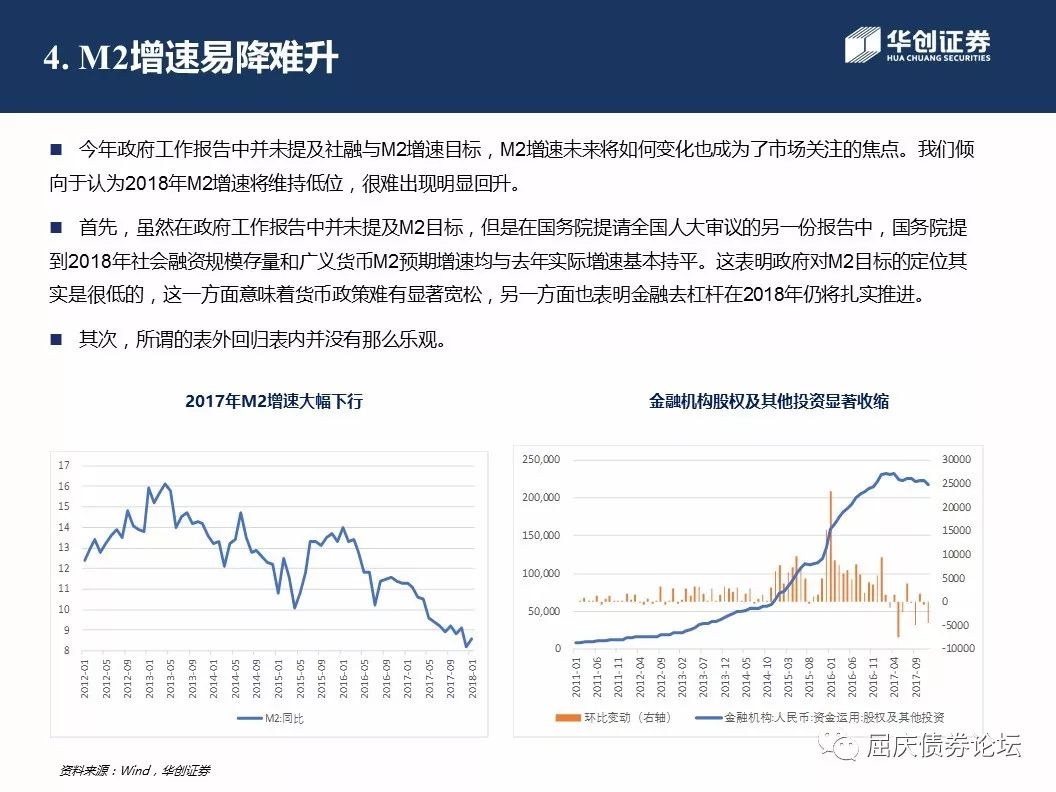 4. M2增速易降难升
华创证券
HUA CHUANG SECURITIES
■ 今年政府工作报告中并未提及社融与M2增速目标，M2增速未来将如何变化也成为了市场关注的焦点。我们倾
向于认为2018年M2增速将维持低位，很难出现明显回升。
■ 首先，虽然在政府工作报告中并未提及M2目标，但是在国务院提请全国人大审议的另一份报告中，国务院提
到2018年社会融资规模存量和广义货币M2预期增速均与去年实际增速基本持平。这表明政府对M2目标的定位其
实是很低的，这一方面意味着货币政策难有显著宽松，另一方面也表明金融去杠杆在2018年仍将扎实推进。
■ 其次，所谓的表外回归表内并没有那么乐观。
2017年M2增速大幅下行
17
16
15
14
13
12
11
10
9
8
2012-01 2012-05 2012-09 2013-01 2013-05 2013-09 2014-01 2014-05 2014-09 2015-01 2015-05 2015-09 2016-01 2016-05 2016-09 2017-01 2017-05 2017-09 2018-01
M2:同比
金融机构股权及其他投资显著收缩
250,000 30000
200,000 25000
150,000 20000
100,000 15000
50,000 10000
0 5000
0
-5000
-10000
2011-01 2011-06 2011-11 2012-04 2012-09 2013-02 2013-07 2013-12 2014-05 2014-10 2015-03 2015-08 2016-01 2016-06 2016-11 2017-04 2017-09
环比变动（右轴） 金融机构:人民币:资金运用:股权及其他投资
屈庆债券论坛
资料来源：Wind，华创证券